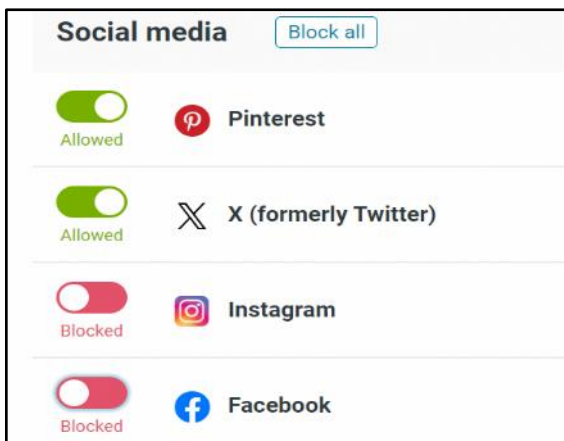 Social media Block all
Allowed Pinterest
Allowed X (formerly Twitter)
Blocked Instagram
Blocked Facebook